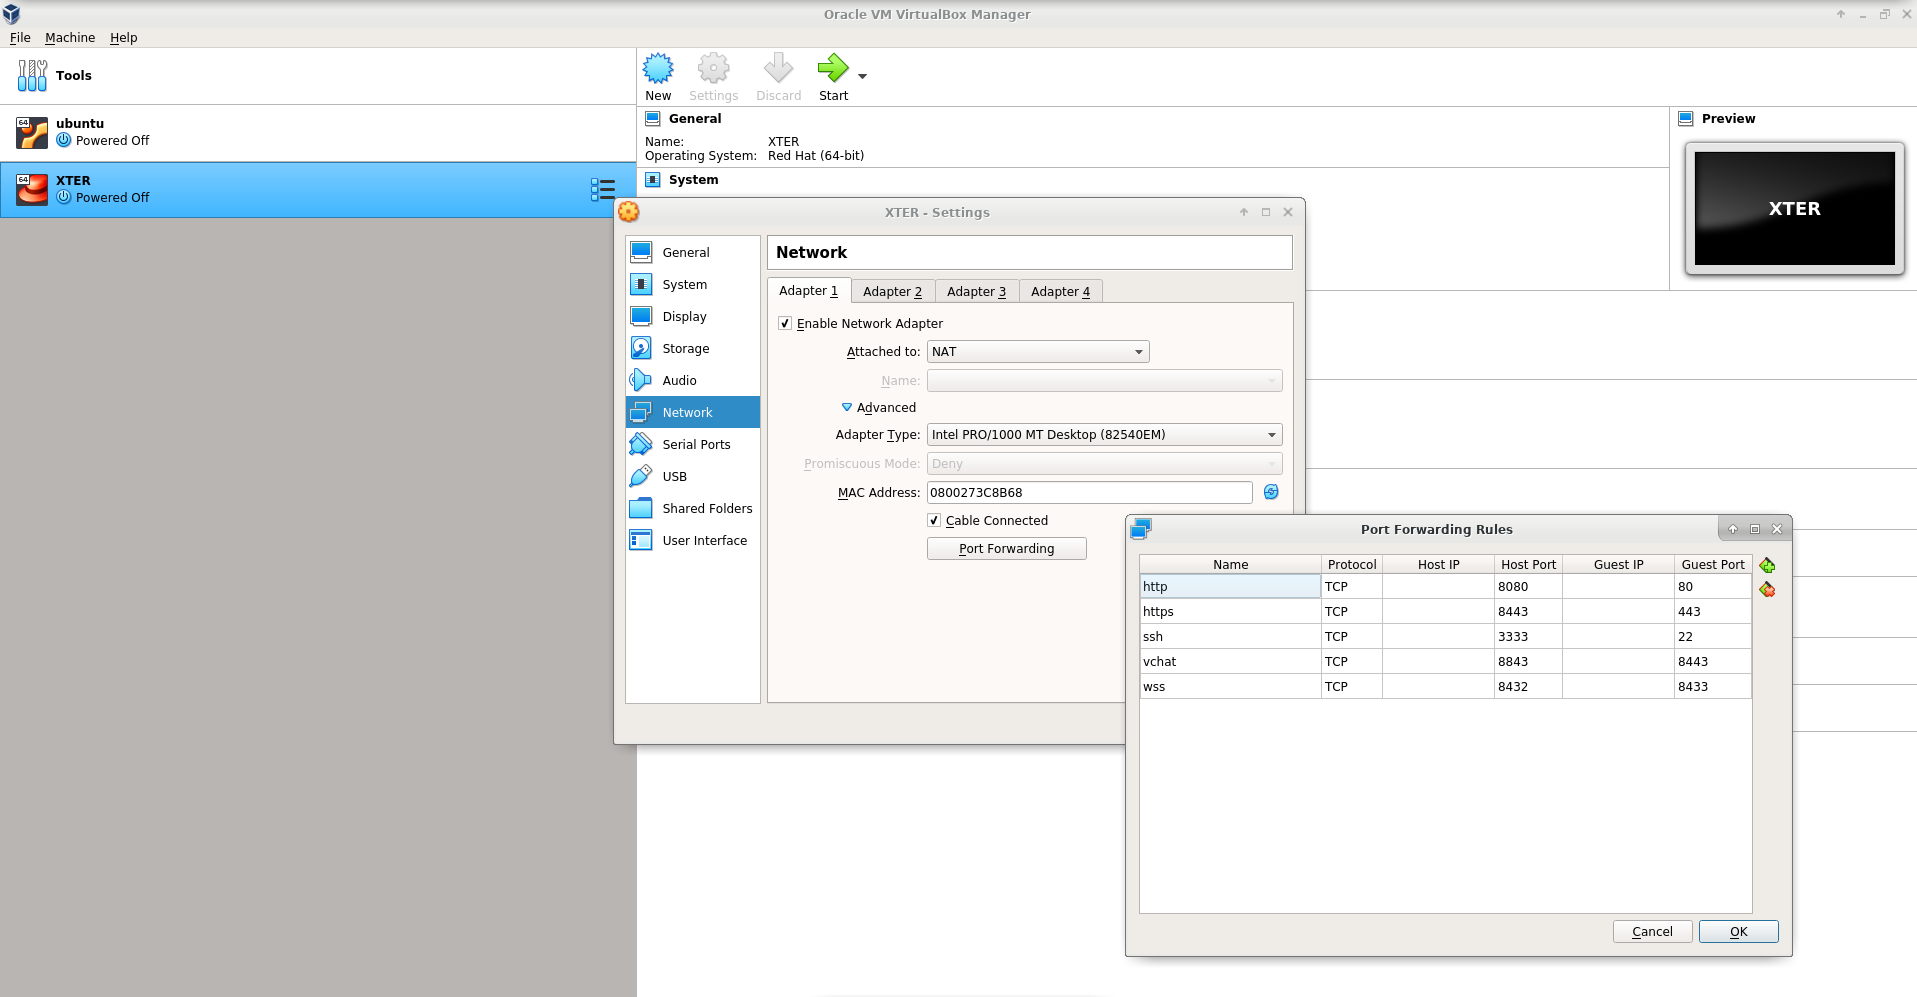 Oracle VM VirtualBox Manager
File Machine Help
Tools
64 ubuntu
Powered Off
64 XTER
Powered Off
New Settings Discard Start
General
Name: XTER
Operating System: Red Hat (64-bit)
System
Preview
XTER
XTER - Settings
General
System
Display
Storage
Audio
Network
Serial Ports
USB
Shared Folders
User Interface
Network
Adapter 1 Adapter 2 Adapter 3 Adapter 4
Enable Network Adapter
Attached to: NAT
Name:
Advanced
Adapter Type: Intel PRO/1000 MT Desktop (82540EM)
Promiscuous Mode: Deny
MAC Address: 0800273C8B68
Cable Connected
Port Forwarding
Port Forwarding Rules
Name Protocol Host IP Host Port Guest IP Guest Port
http TCP 8080 80
https TCP 8443 443
ssh TCP 3333 22
vchat TCP 8843 8443
wss TCP 8432 8433
Cancel OK